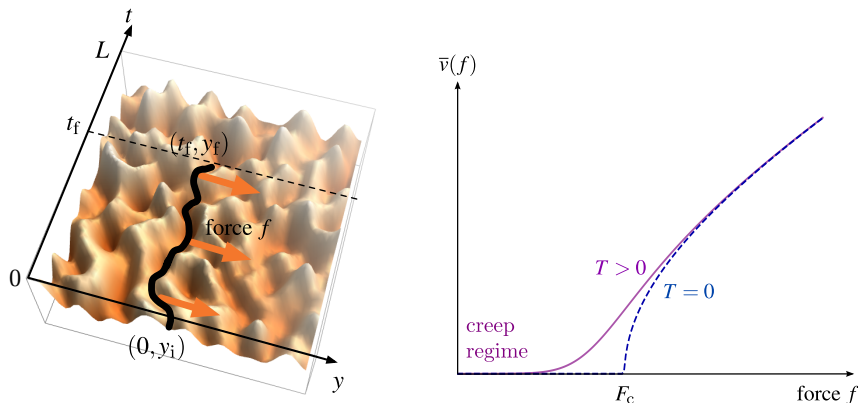 t
L
t_f
(t_f, y_f)
force f
0
(0, y_i)
y
v̄(f)
T > 0
T = 0
creep
regime
F_c
force f